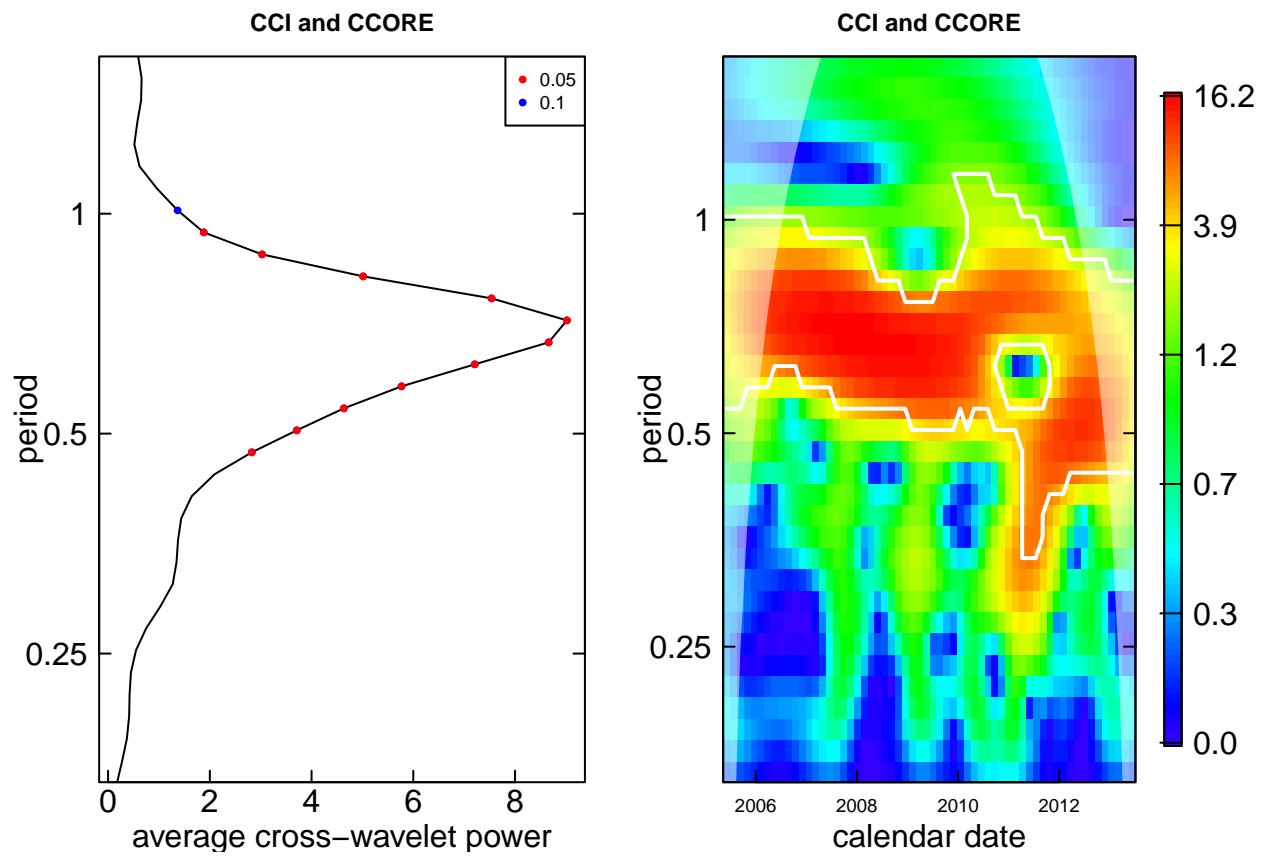 CCI and CCORE
0.05
0.1
1
0.5
0.25
period
0 2 4 6 8
average cross−wavelet power
CCI and CCORE
1
0.5
0.25
period
2006 2008 2010 2012
calendar date
16.2
3.9
1.2
0.7
0.3
0.0